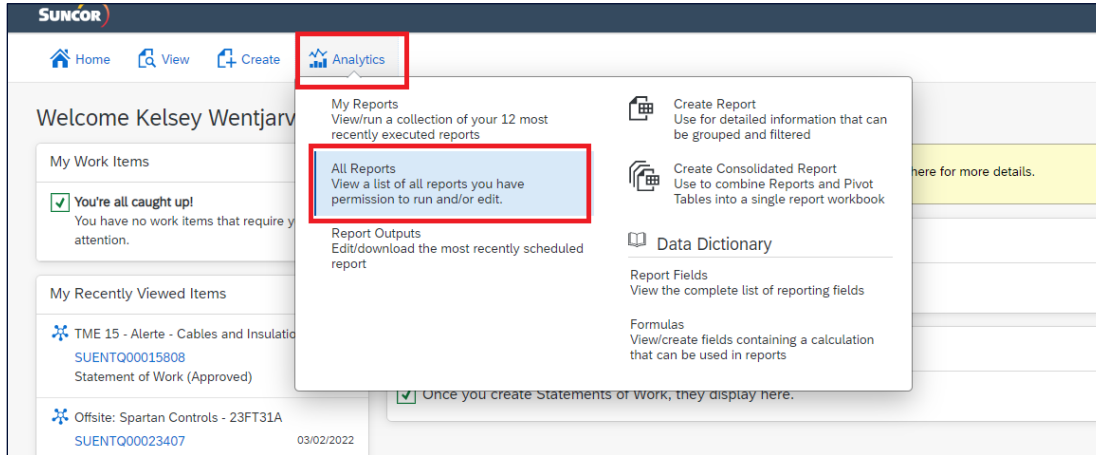 SUNCOR
Home View Create Analytics
Welcome Kelsey Wentjarv
My Work Items
You're all caught up!
You have no work items that require y
attention.
My Recently Viewed Items
TME 15 - Alerte - Cables and Insulatio
SUENTQ00015808
Statement of Work (Approved)
Offsite: Spartan Controls - 23FT31A
SUENTQ00023407 03/02/2022
My Reports
View/run a collection of your 12 most
recently executed reports
All Reports
View a list of all reports you have
permission to run and/or edit.
Report Outputs
Edit/download the most recently scheduled
report
Create Report
Use for detailed information that can
be grouped and filtered
Create Consolidated Report
Use to combine Reports and Pivot
Tables into a single report workbook
Data Dictionary
Report Fields
View the complete list of reporting fields
Formulas
View/create fields containing a calculation
that can be used in reports
here for more details.
Once you create Statements of Work, they display here.